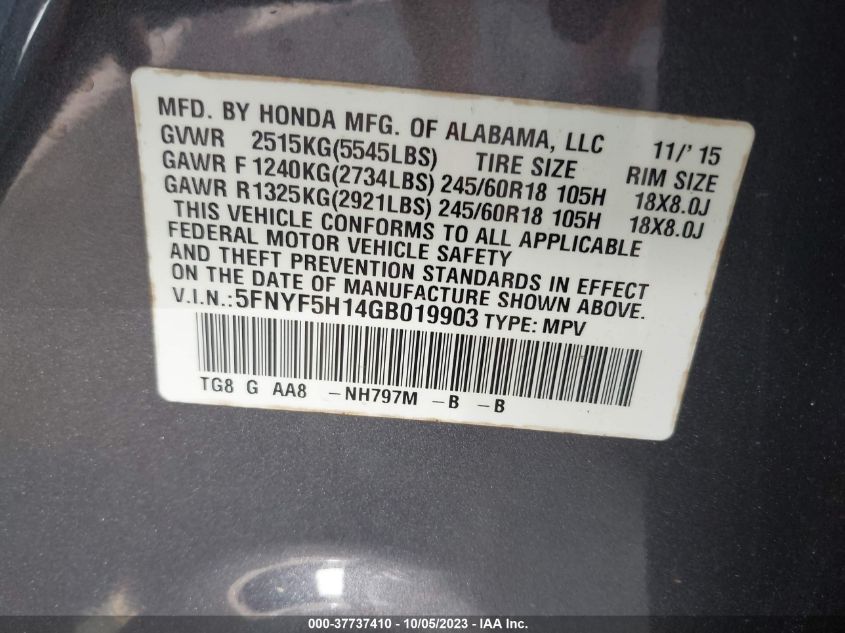 MFD. BY HONDA MFG. OF ALABAMA, LLC 11/' 15
GVWR 2515KG(5545LBS) TIRE SIZE RIM SIZE
GAWR F 1240KG(2734LBS) 245/60R18 105H 18X8.0J
GAWR R1325KG(2921LBS) 245/60R18 105H 18X8.0J
THIS VEHICLE CONFORMS TO ALL APPLICABLE
FEDERAL MOTOR VEHICLE SAFETY
AND THEFT PREVENTION STANDARDS IN EFFECT
ON THE DATE OF MANUFACTURE SHOWN ABOVE.
V.I.N.:5FNYF5H14GB019903 TYPE: MPV
TG8 G AA8 -NH797M -B -B
000-37737410 - 10/05/2023 - IAA Inc.